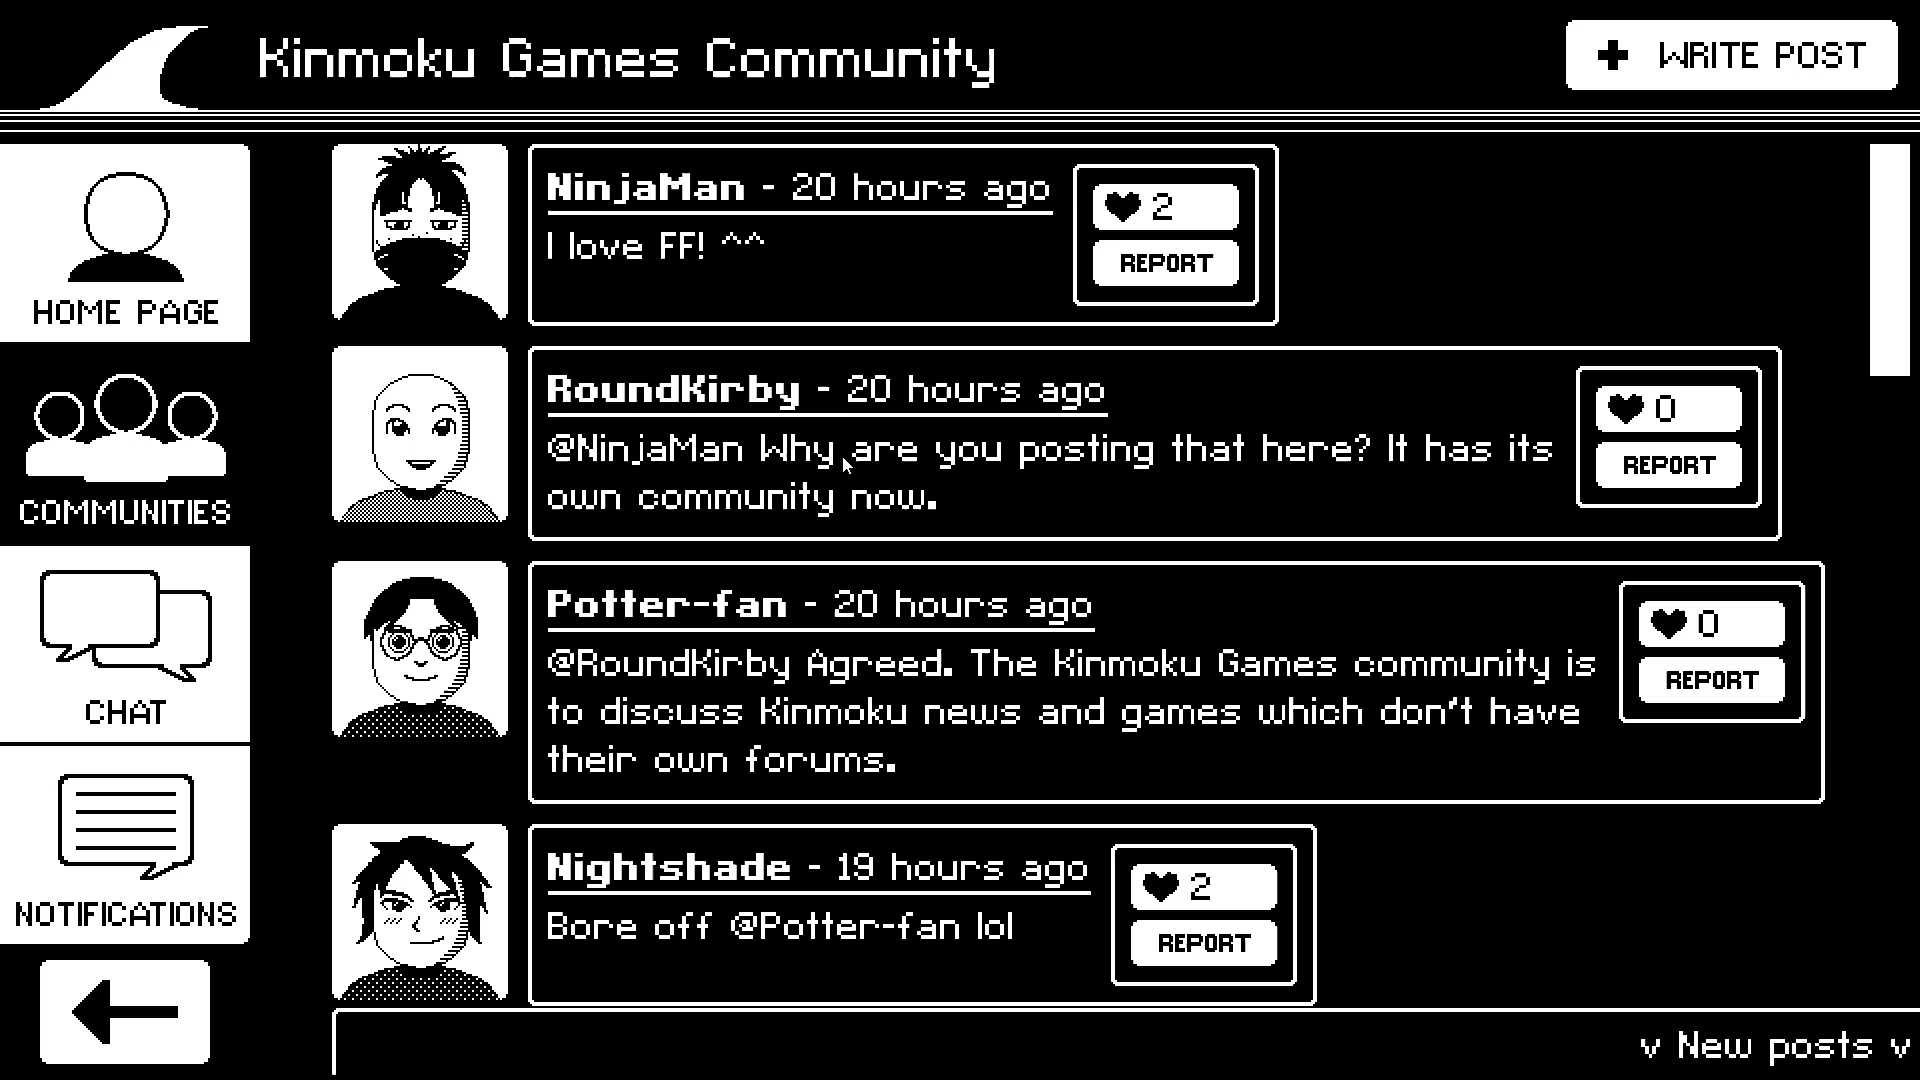 Kinmoku Games Community
+ WRITE POST
HOME PAGE
COMMUNITIES
CHAT
NOTIFICATIONS
NinjaMan - 20 hours ago
I love FF! ^^
2
REPORT
RoundKirby - 20 hours ago
@NinjaMan Why are you posting that here? It has its
own community now.
0
REPORT
Potter-fan - 20 hours ago
@RoundKirby Agreed. The Kinmoku Games community is
to discuss Kinmoku news and games which don't have
their own forums.
0
REPORT
Nightshade - 19 hours ago
Bore off @Potter-fan lol
2
REPORT
v New posts v